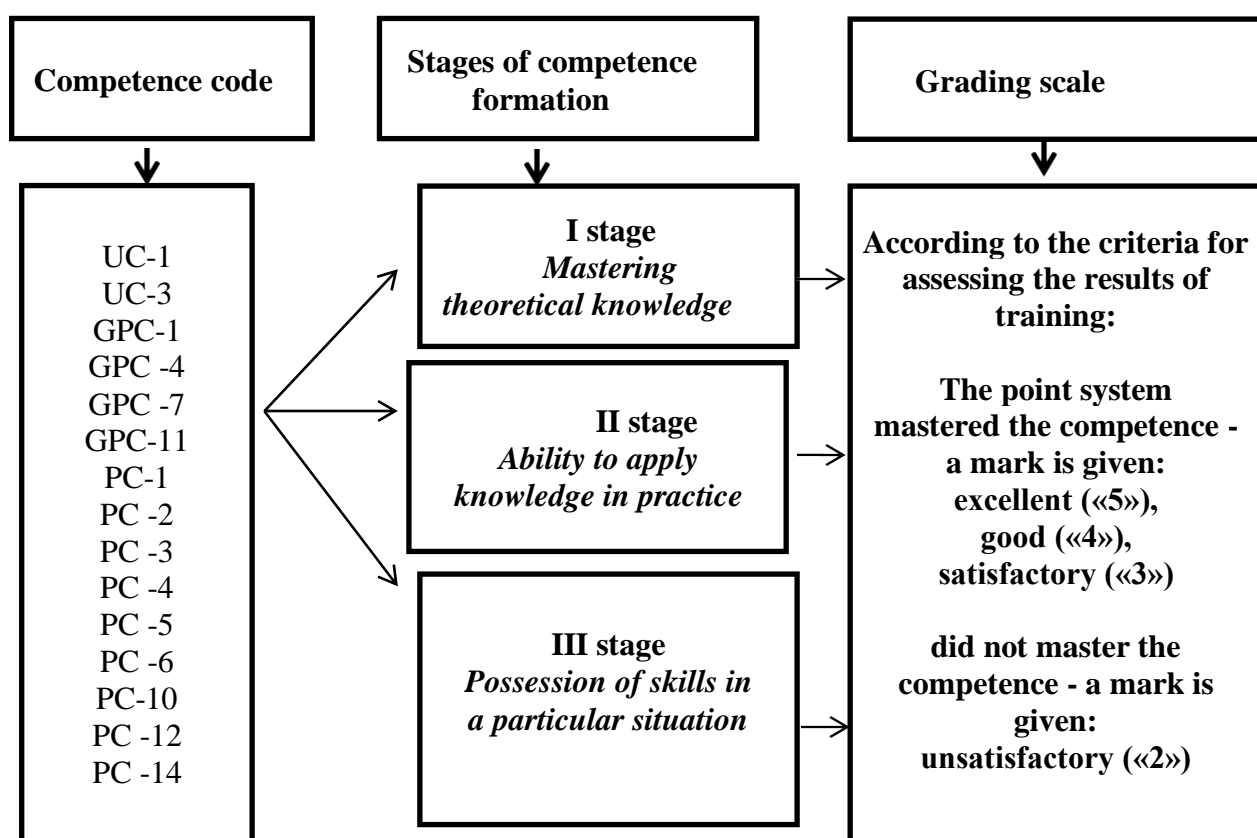 Competence code
Stages of competence
formation
Grading scale
UC-1
UC-3
GPC-1
GPC -4
GPC -7
GPC-11
PC-1
PC -2
PC -3
PC -4
PC -5
PC -6
PC-10
PC -12
PC -14
I stage
Mastering
theoretical knowledge
II stage
Ability to apply
knowledge in practice
III stage
Possession of skills in
a particular situation
According to the criteria for
assessing the results of
training:
The point system
mastered the competence -
a mark is given:
excellent («5»),
good («4»),
satisfactory («3»)
did not master the
competence - a mark is
given:
unsatisfactory («2»)